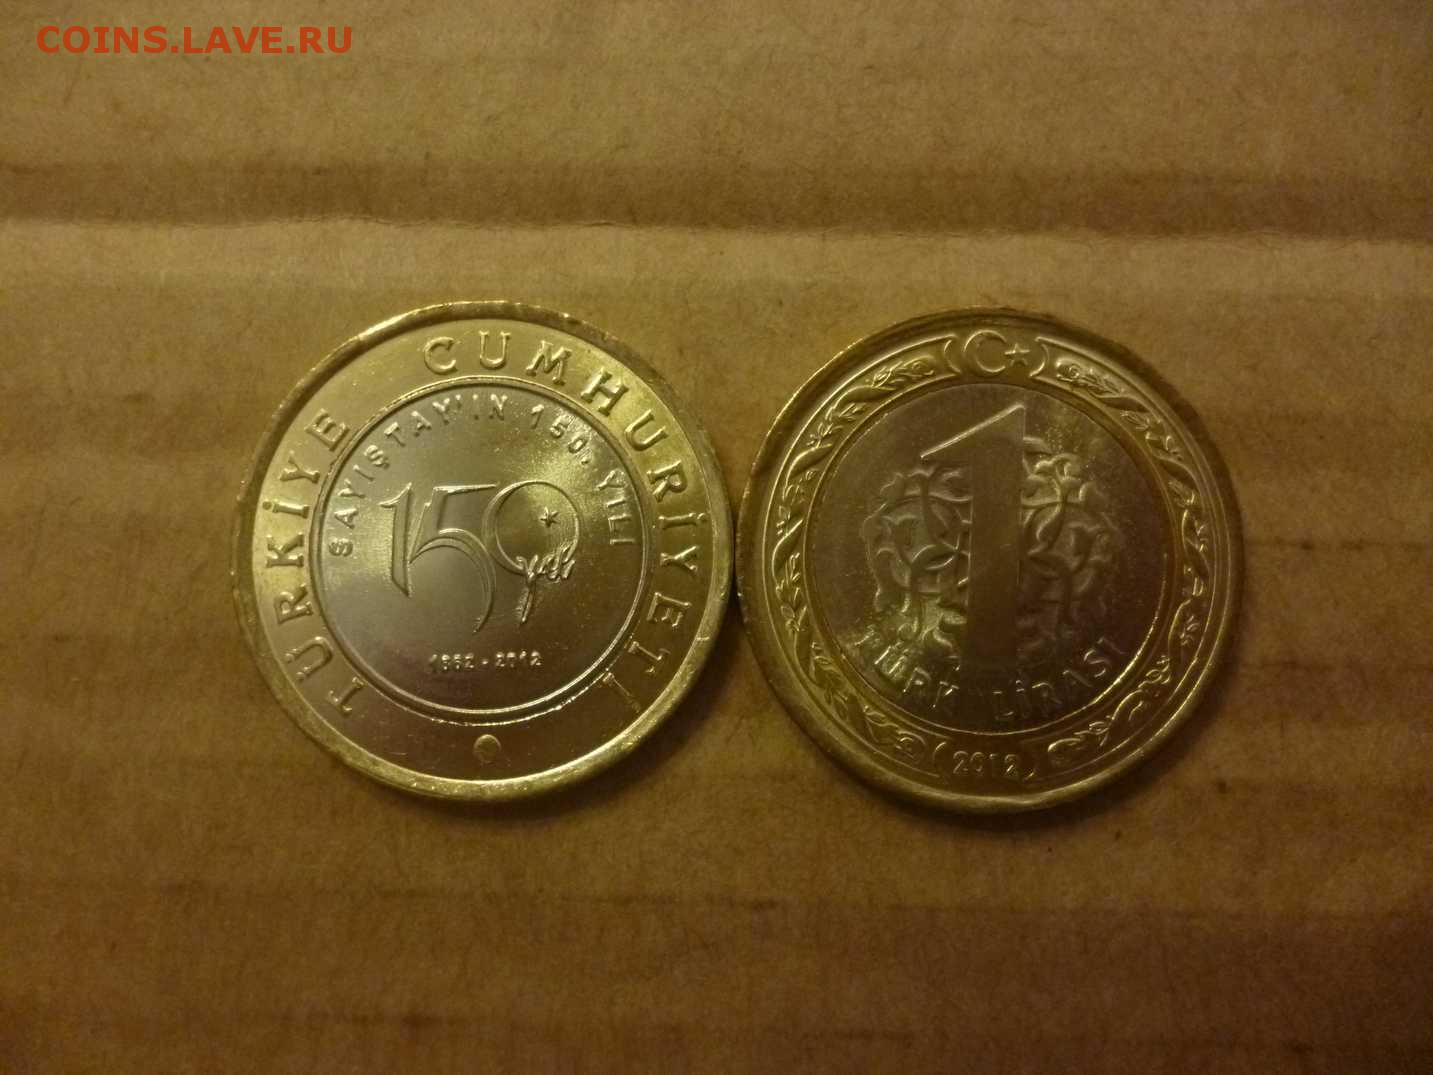 COINS.LAVE.RU
TÜRKİYE CUMHURİYETİ
SAYIŞTAY'IN 150. YILI
150
1862 - 2012
1
TÜRK LİRASI
2012